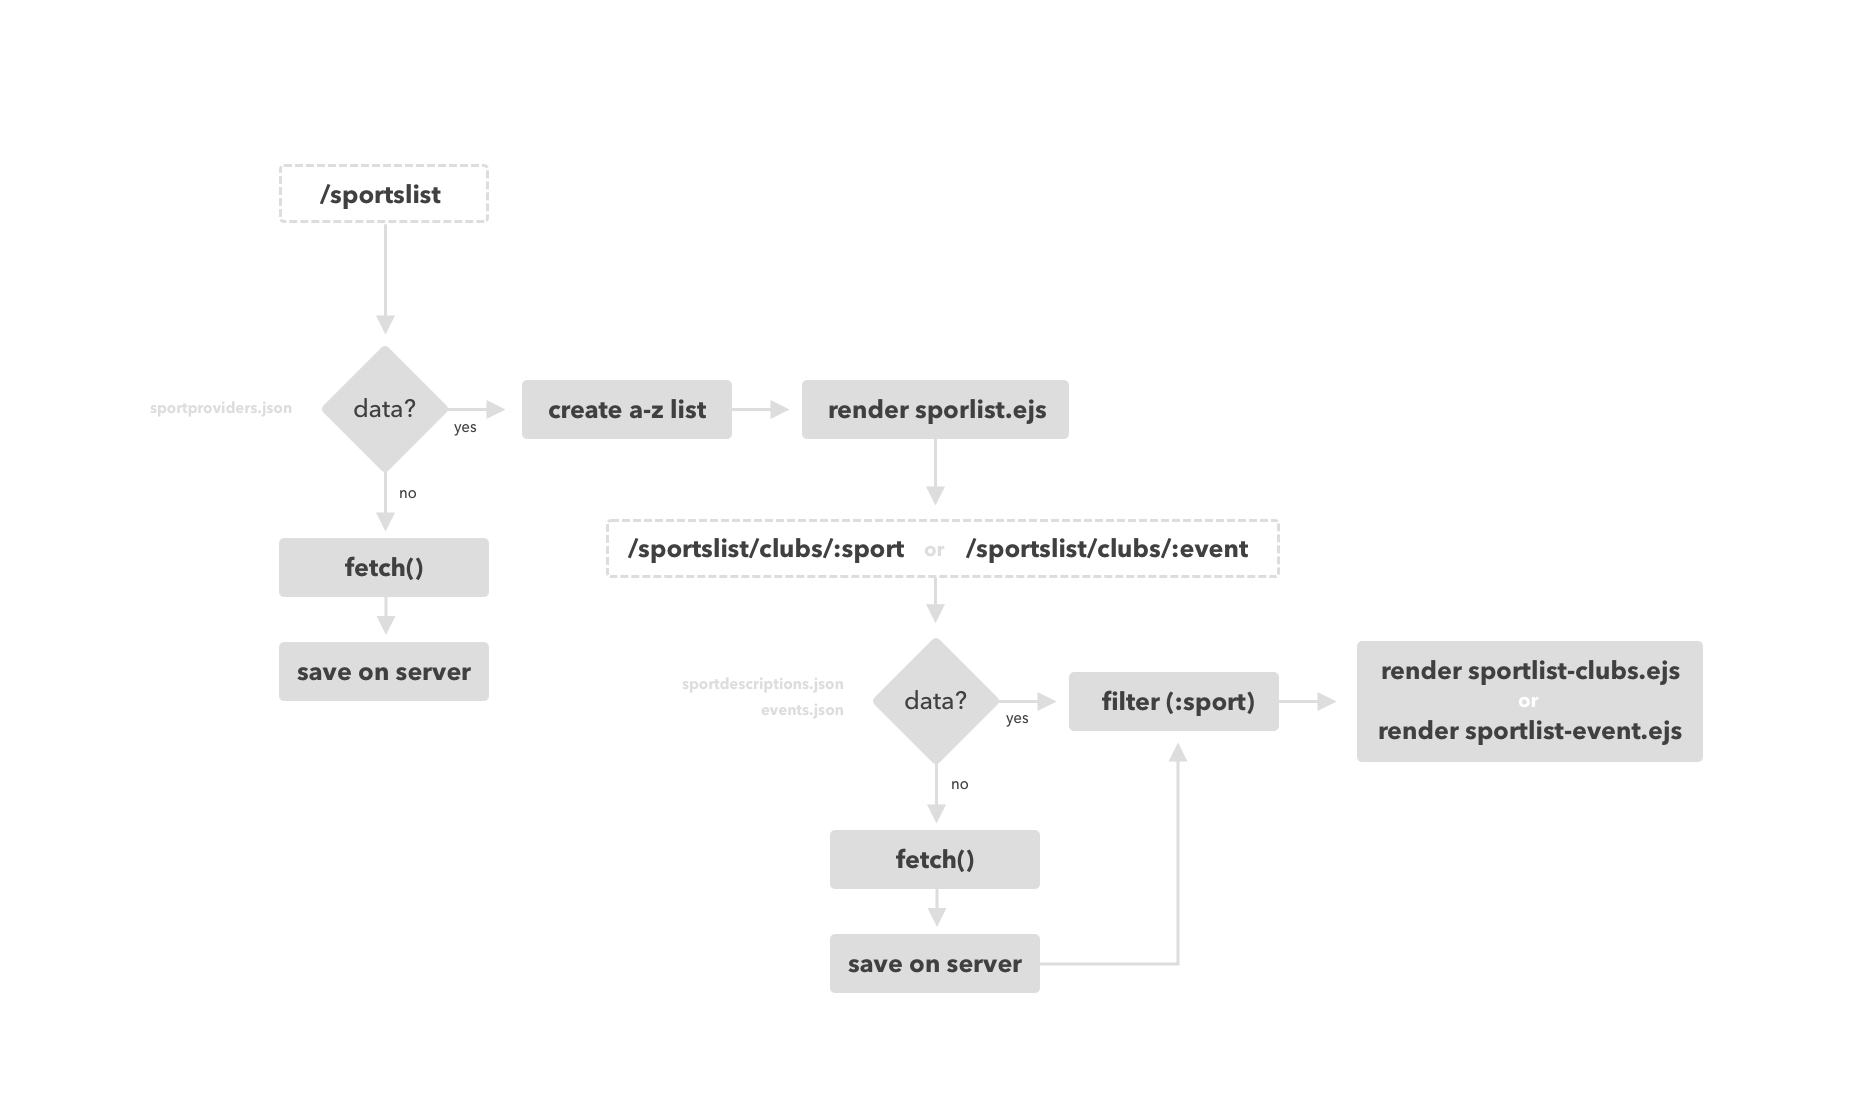 /sportslist
sportproviders.json
data?
yes
create a-z list
render sporlist.ejs
no
fetch()
save on server
/sportslist/clubs/:sport or /sportslist/clubs/:event
sportdescriptions.json
events.json
data?
yes
filter (:sport)
render sportlist-clubs.ejs
or
render sportlist-event.ejs
no
fetch()
save on server